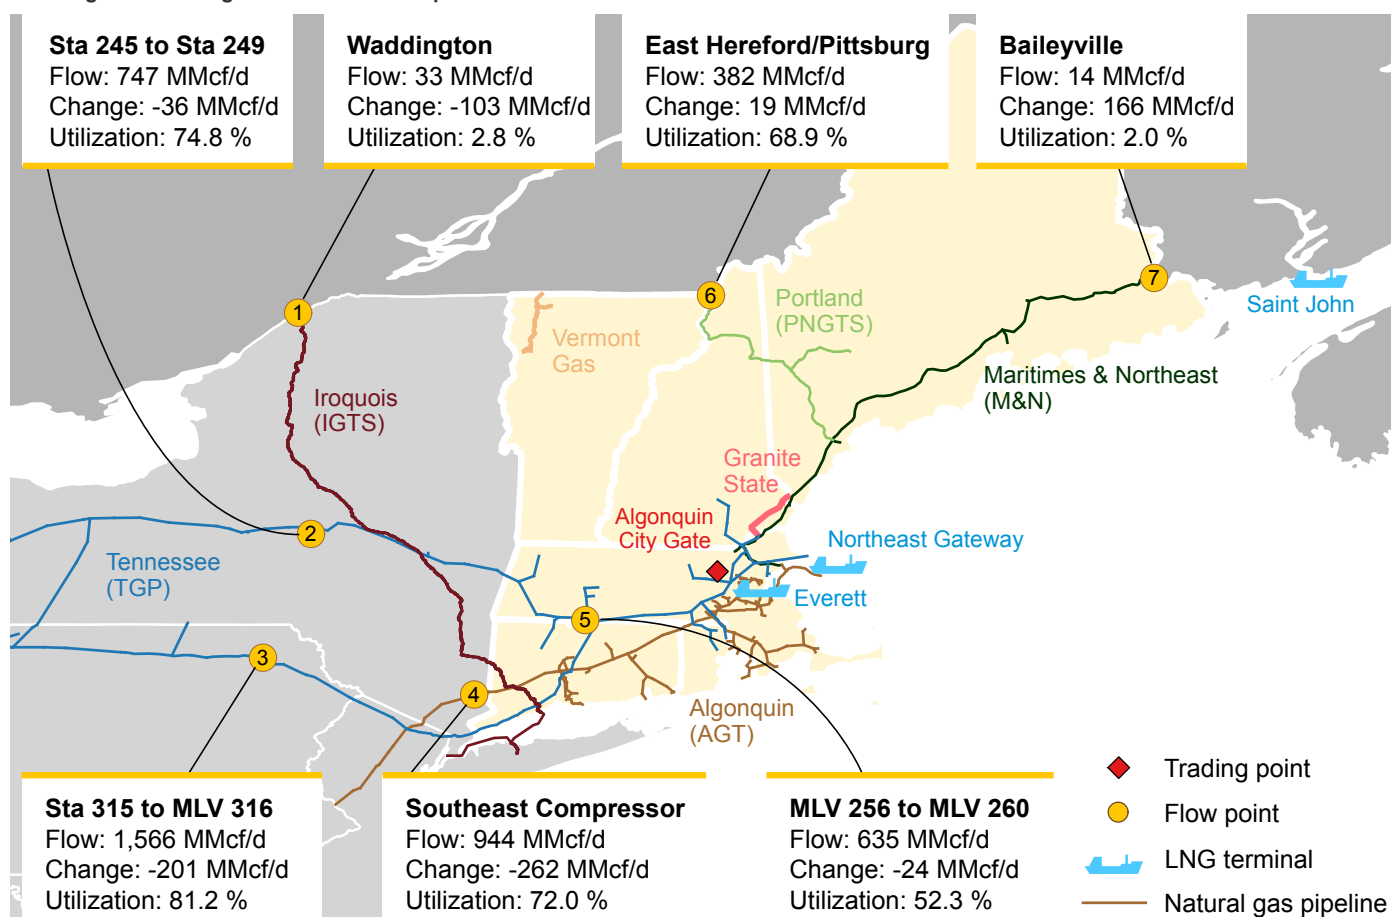 Sta 245 to Sta 249
Flow: 747 MMcf/d
Change: -36 MMcf/d
Utilization: 74.8 %
Waddington
Flow: 33 MMcf/d
Change: -103 MMcf/d
Utilization: 2.8 %
East Hereford/Pittsburg
Flow: 382 MMcf/d
Change: 19 MMcf/d
Utilization: 68.9 %
Baileyville
Flow: 14 MMcf/d
Change: 166 MMcf/d
Utilization: 2.0 %
1
6
7
Portland
(PNGTS)
Saint John
Vermont
Gas
Iroquois
(IGTS)
Maritimes & Northeast
(M&N)
Granite
State
2
Algonquin
City Gate
Northeast Gateway
Tennessee
(TGP)
Everett
5
3
4
Algonquin
(AGT)
Sta 315 to MLV 316
Flow: 1,566 MMcf/d
Change: -201 MMcf/d
Utilization: 81.2 %
Southeast Compressor
Flow: 944 MMcf/d
Change: -262 MMcf/d
Utilization: 72.0 %
MLV 256 to MLV 260
Flow: 635 MMcf/d
Change: -24 MMcf/d
Utilization: 52.3 %
Trading point
Flow point
LNG terminal
Natural gas pipeline